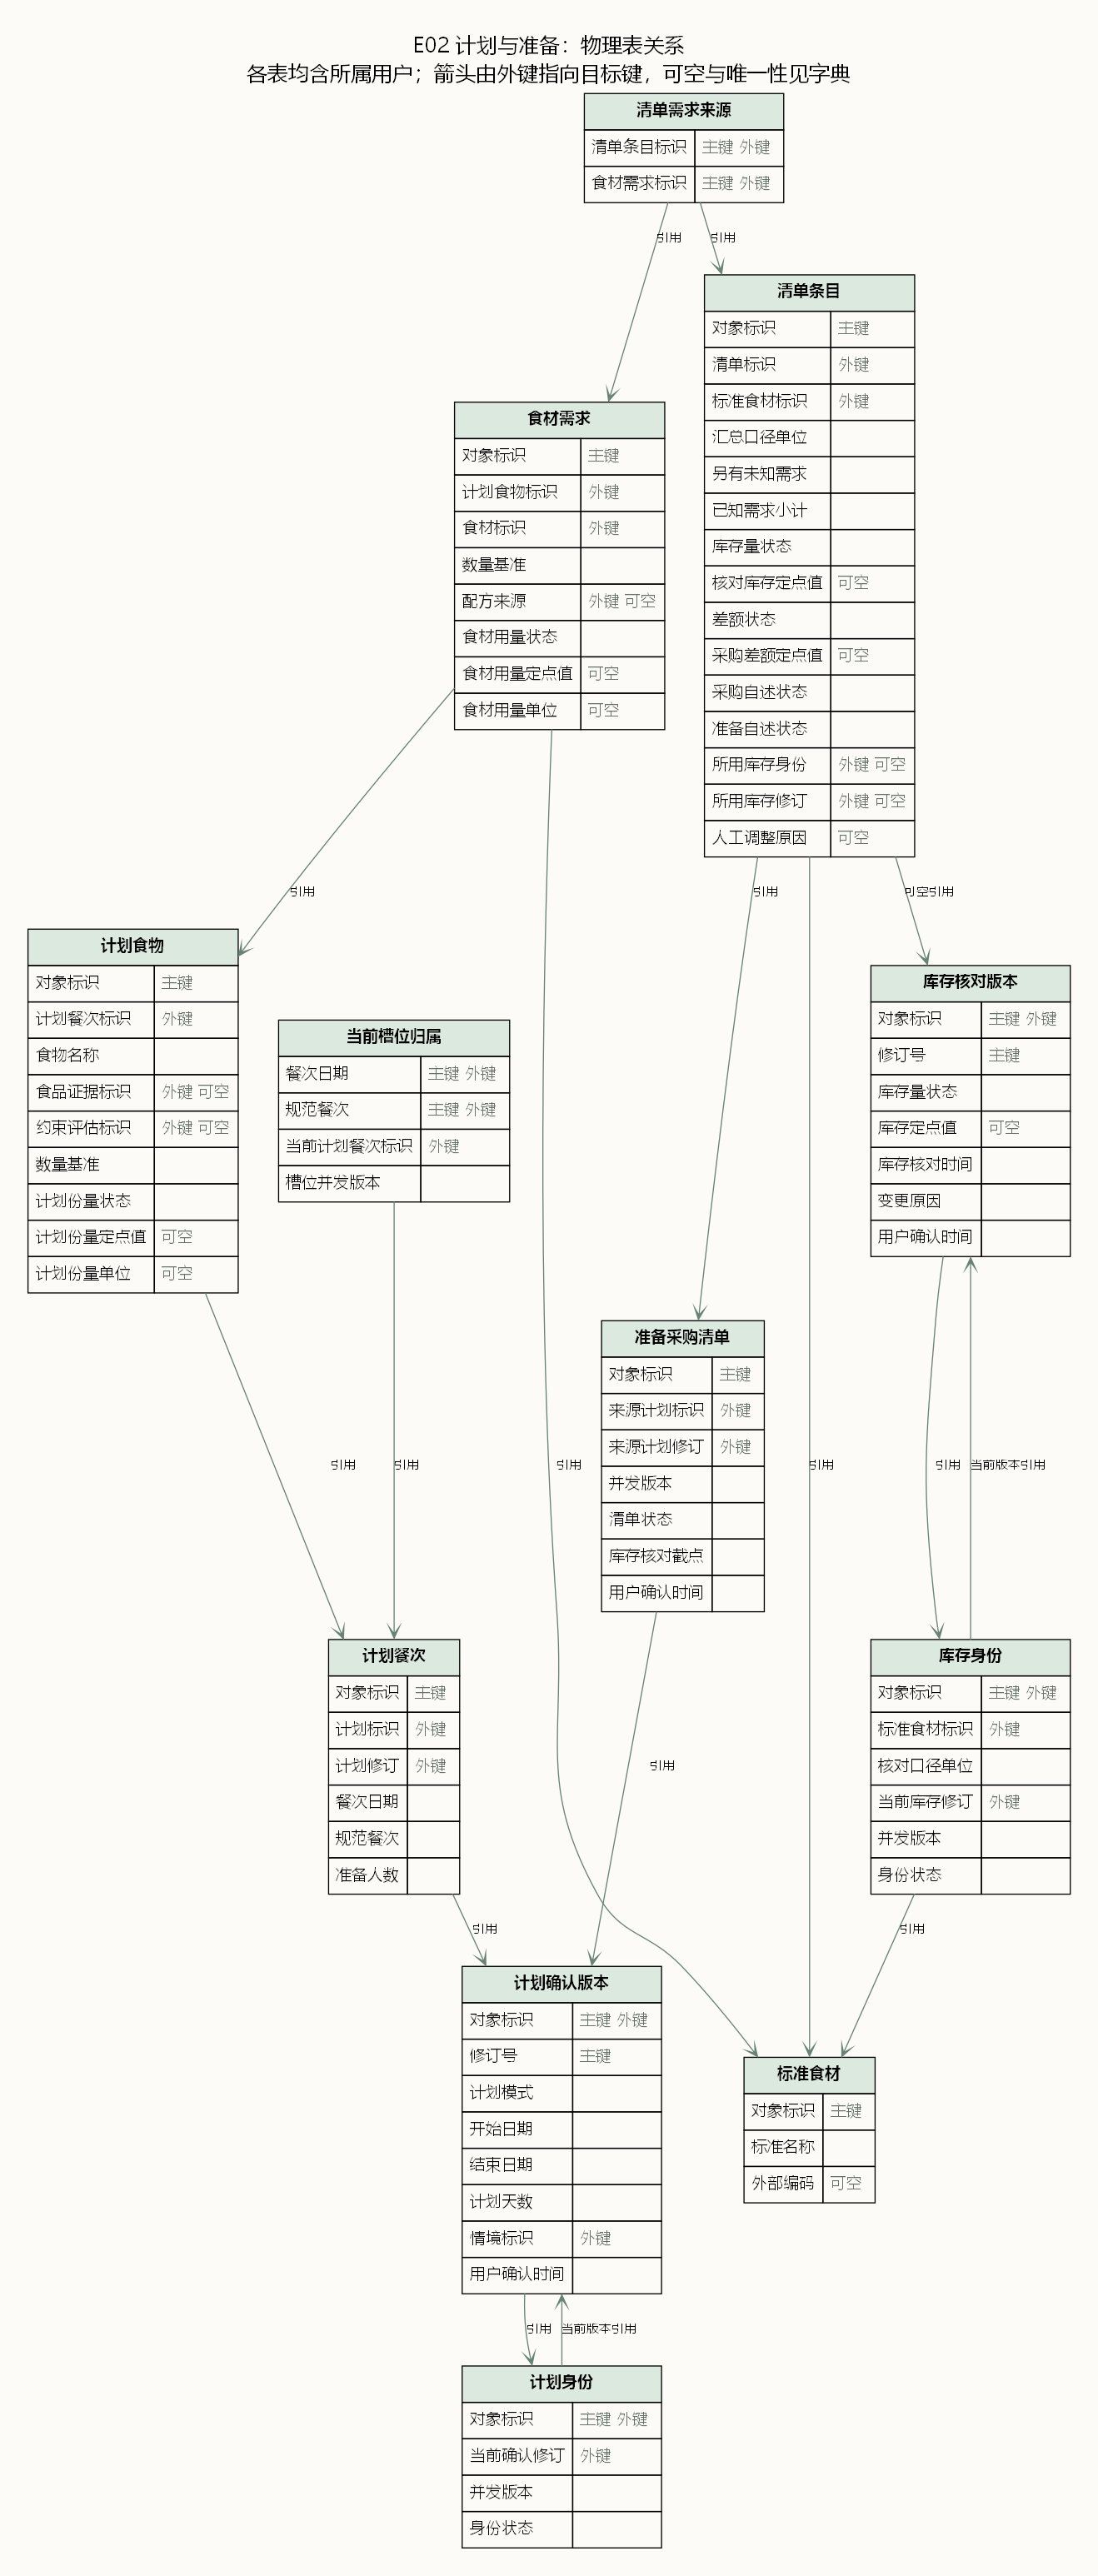 E02 计划与准备：物理表关系
各表均含所属用户；箭头由外键指向目标键，可空与唯一性见字典
清单需求来源
清单条目标识 主键 外键
食材需求标识 主键 外键
引用
引用
清单条目
对象标识 主键
清单标识 外键
标准食材标识 外键
汇总口径单位
另有未知需求
已知需求小计
库存量状态
核对库存定点值 可空
差额状态
采购差额定点值 可空
采购自述状态
准备自述状态
所用库存身份 外键 可空
所用库存修订 外键 可空
人工调整原因 可空
食材需求
对象标识 主键
计划食物标识 外键
食材标识 外键
数量基准
配方来源 外键 可空
食材用量状态
食材用量定点值 可空
食材用量单位 可空
引用
引用
可空引用
计划食物
对象标识 主键
计划餐次标识 外键
食物名称
食品证据标识 外键 可空
约束评估标识 外键 可空
数量基准
计划份量状态
计划份量定点值 可空
计划份量单位 可空
当前槽位归属
餐次日期 主键 外键
规范餐次 主键 外键
当前计划餐次标识 外键
槽位并发版本
库存核对版本
对象标识 主键 外键
修订号 主键
库存量状态
库存定点值 可空
库存核对时间
变更原因
用户确认时间
准备采购清单
对象标识 主键
来源计划标识 外键
来源计划修订 外键
并发版本
清单状态
库存核对截点
用户确认时间
引用
引用
引用
引用
引用
当前版本引用
计划餐次
对象标识 主键
计划标识 外键
计划修订 外键
餐次日期
规范餐次
准备人数
库存身份
对象标识 主键 外键
标准食材标识 外键
核对口径单位
当前库存修订 外键
并发版本
身份状态
引用
引用
引用
计划确认版本
对象标识 主键 外键
修订号 主键
计划模式
开始日期
结束日期
计划天数
情境标识 外键
用户确认时间
标准食材
对象标识 主键
标准名称
外部编码 可空
引用
当前版本引用
计划身份
对象标识 主键 外键
当前确认修订 外键
并发版本
身份状态